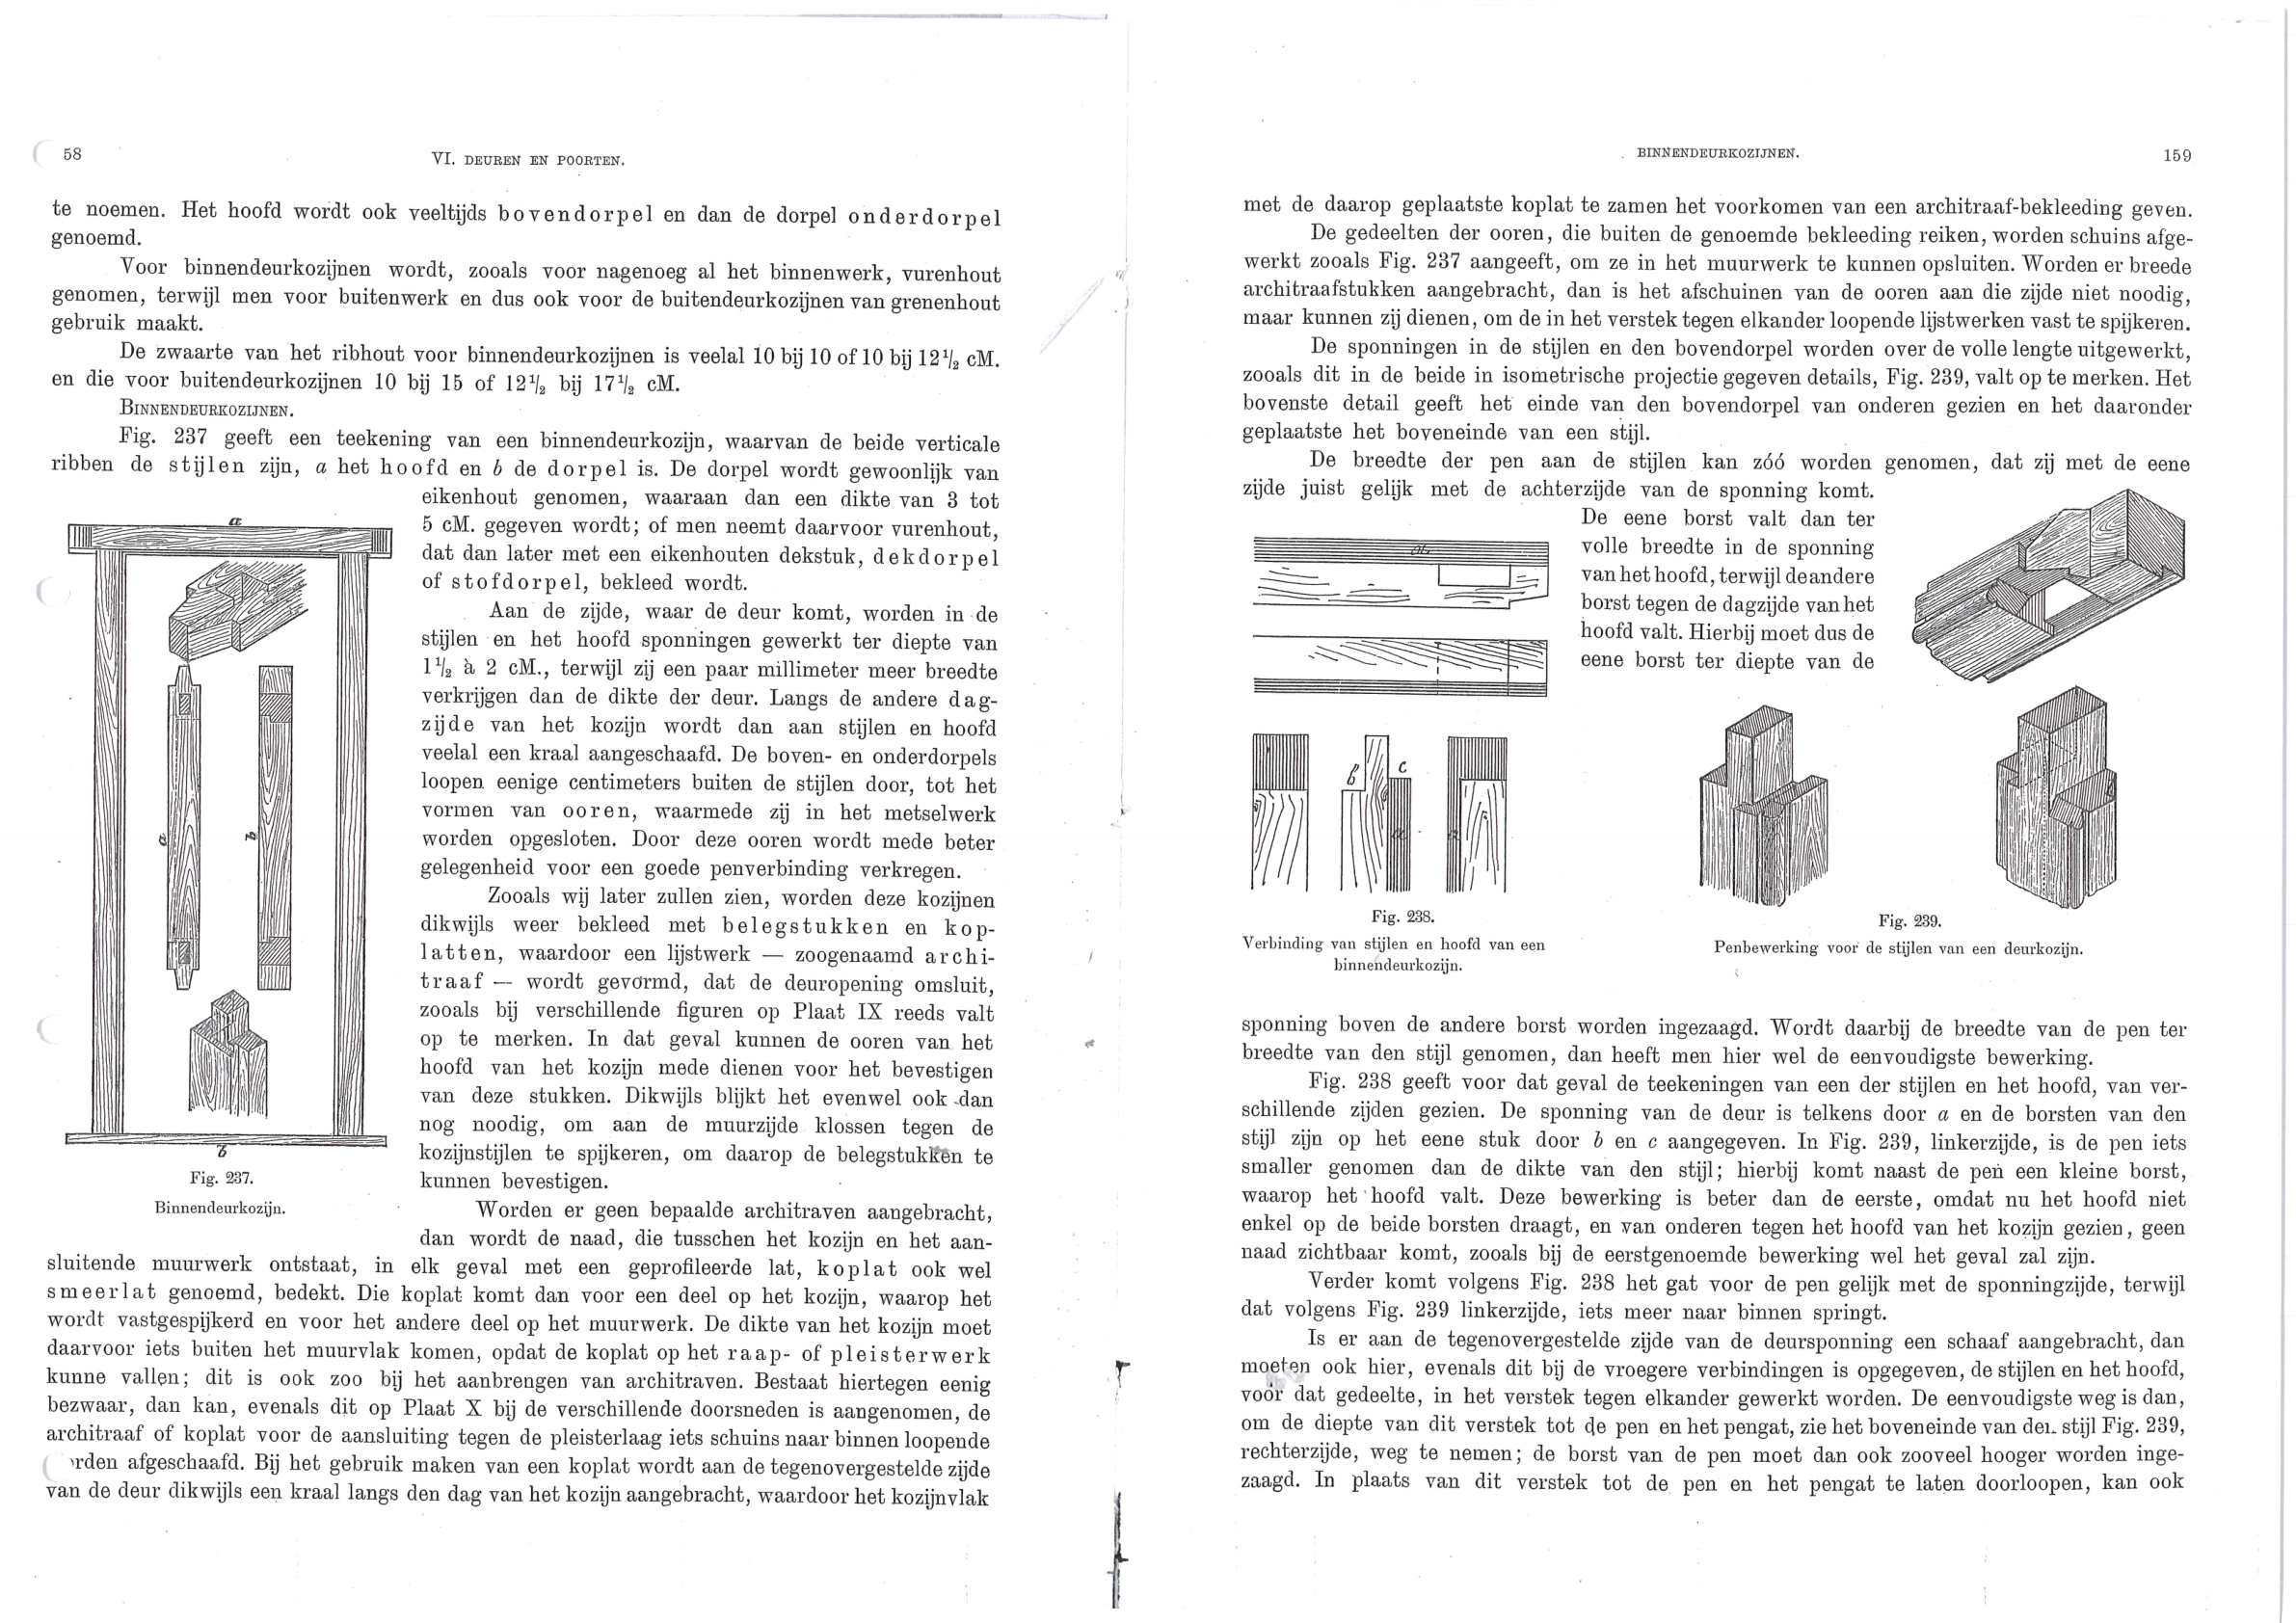 58
VI. DEUREN EN POORTEN.
te noemen. Het hoofd wordt ook veeltijds bovendorpel en dan de dorpel onderdorpel
genoemd.
Voor binnendeurkozijnen wordt, zooals voor nagenoeg al het binnenwerk, vurenhout
genomen, terwijl men voor buitenwerk en dus ook voor de buitendeurkozijnen van grenenhout
gebruik maakt.
De zwaarte van het ribhout voor binnendeurkozijnen is veelal 10 bij 10 of 10 bij 12½ cM.
en die voor buitendeurkozijnen 10 bij 15 of 12½ bij 17½ cM.
BINNENDEURKOZIJNEN.
Fig. 237 geeft een teekening van een binnendeurkozijn, waarvan de beide verticale
ribben de stijlen zijn, a het hoofd en b de dorpel is. De dorpel wordt gewoonlijk van
eikenhout genomen, waaraan dan een dikte van 3 tot
5 cM. gegeven wordt; of men neemt daarvoor vurenhout,
dat dan later met een eikenhouten dekstuk, dekdorpel
of stofdorpel, bekleed wordt.
Aan de zijde, waar de deur komt, worden in de
stijlen en het hoofd sponningen gewerkt ter diepte van
1½ à 2 cM., terwijl zij een paar millimeter meer breedte
verkrijgen dan de dikte der deur. Langs de andere dag-
zijde van het kozijn wordt dan aan stijlen en hoofd
veelal een kraal aangeschaafd. De boven- en onderdorpels
loopen eenige centimeters buiten de stijlen door, tot het
vormen van ooren, waarmede zij in het metselwerk
worden opgesloten. Door deze ooren wordt mede beter
gelegenheid voor een goede penverbinding verkregen.
Zooals wij later zullen zien, worden deze kozijnen
dikwijls weer bekleed met belegstukken en kop-
latten, waardoor een lijstwerk — zoogenaamd archi-
traaf — wordt gevormd, dat de deuropening omsluit,
zooals bij verschillende figuren op Plaat IX reeds valt
op te merken. In dat geval kunnen de ooren van het
hoofd van het kozijn mede dienen voor het bevestigen
van deze stukken. Dikwijls blijkt het evenwel ook dan
nog noodig, om aan de muurzijde klossen tegen de
kozijnstijlen te spijkeren, om daarop de belegstukken te
kunnen bevestigen.
Worden er geen bepaalde architraven aangebracht,
dan wordt de naad, die tusschen het kozijn en het aan-
a
a
b
b
Fig. 237.
Binnendeurkozijn.
sluitende muurwerk ontstaat, in elk geval met een geprofileerde lat, koplat ook wel
smeerlat genoemd, bedekt. Die koplat komt dan voor een deel op het kozijn, waarop het
wordt vastgespijkerd en voor het andere deel op het muurwerk. De dikte van het kozijn moet
daarvoor iets buiten het muurvlak komen, opdat de koplat op het raap- of pleisterwerk
kunne vallen; dit is ook zoo bij het aanbrengen van architraven. Bestaat hiertegen eenig
bezwaar, dan kan, evenals dit op Plaat X bij de verschillende doorsneden is aangenomen, de
architraaf of koplat voor de aansluiting tegen de pleisterlaag iets schuins naar binnen loopende
rden afgeschaafd. Bij het gebruik maken van een koplat wordt aan de tegenovergestelde zijde
van de deur dikwijls een kraal langs den dag van het kozijn aangebracht, waardoor het kozijnvlak
BINNENDEURKOZIJNEN.
159
met de daarop geplaatste koplat te zamen het voorkomen van een architraaf-bekleeding geven.
De gedeelten der ooren, die buiten de genoemde bekleeding reiken, worden schuins afge-
werkt zooals Fig. 237 aangeeft, om ze in het muurwerk te kunnen opsluiten. Worden er breede
architraafstukken aangebracht, dan is het afschuinen van de ooren aan die zijde niet noodig,
maar kunnen zij dienen, om de in het verstek tegen elkander loopende lijstwerken vast te spijkeren.
De sponningen in de stijlen en den bovendorpel worden over de volle lengte uitgewerkt,
zooals dit in de beide in isometrische projectie gegeven details, Fig. 239, valt op te merken. Het
bovenste detail geeft het einde van den bovendorpel van onderen gezien en het daaronder
geplaatste het boveneinde van een stijl.
De breedte der pen aan de stijlen kan zóó worden genomen, dat zij met de eene
zijde juist gelijk met de achterzijde van de sponning komt.
De eene borst valt dan ter
volle breedte in de sponning
van het hoofd, terwijl de andere
borst tegen de dagzijde van het
hoofd valt. Hierbij moet dus de
eene borst ter diepte van de
a
b
c
a
a
Fig. 238.
Verbinding van stijlen en hoofd van een
binnendeurkozijn.
Fig. 239.
Penbewerking voor de stijlen van een deurkozijn.
sponning boven de andere borst worden ingezaagd. Wordt daarbij de breedte van de pen ter
breedte van den stijl genomen, dan heeft men hier wel de eenvoudigste bewerking.
Fig. 238 geeft voor dat geval de teekeningen van een der stijlen en het hoofd, van ver-
schillende zijden gezien. De sponning van de deur is telkens door a en de borsten van den
stijl zijn op het eene stuk door b en c aangegeven. In Fig. 239, linkerzijde, is de pen iets
smaller genomen dan de dikte van den stijl; hierbij komt naast de pen een kleine borst,
waarop het hoofd valt. Deze bewerking is beter dan de eerste, omdat nu het hoofd niet
enkel op de beide borsten draagt, en van onderen tegen het hoofd van het kozijn gezien, geen
naad zichtbaar komt, zooals bij de eerstgenoemde bewerking wel het geval zal zijn.
Verder komt volgens Fig. 238 het gat voor de pen gelijk met de sponningzijde, terwijl
dat volgens Fig. 239 linkerzijde, iets meer naar binnen springt.
Is er aan de tegenovergestelde zijde van de deursponning een schaaf aangebracht, dan
moeten ook hier, evenals dit bij de vroegere verbindingen is opgegeven, de stijlen en het hoofd,
voor dat gedeelte, in het verstek tegen elkander gewerkt worden. De eenvoudigste weg is dan,
om de diepte van dit verstek tot de pen en het pengat, zie het boveneinde van den stijl Fig. 239,
rechterzijde, weg te nemen; de borst van de pen moet dan ook zooveel hooger worden inge-
zaagd. In plaats van dit verstek tot de pen en het pengat te laten doorloopen, kan ook